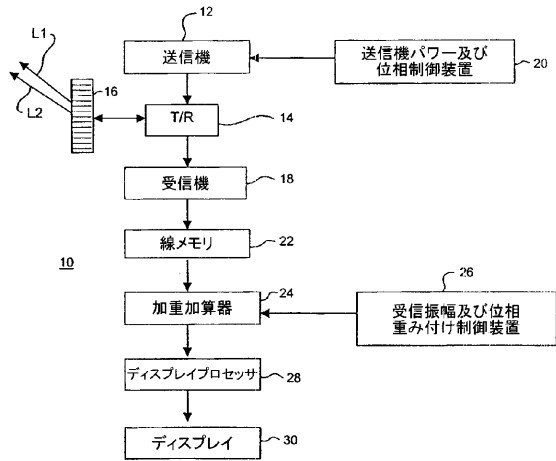 12
送信機
送信機パワー及び
位相制御装置
20
L1
L2
16
T/R
14
受信機
18
線メモリ
22
10
加重加算器
24
26
受信振幅及び位相
重み付け制御装置
ディスプレイプロセッサ
28
ディスプレイ
30